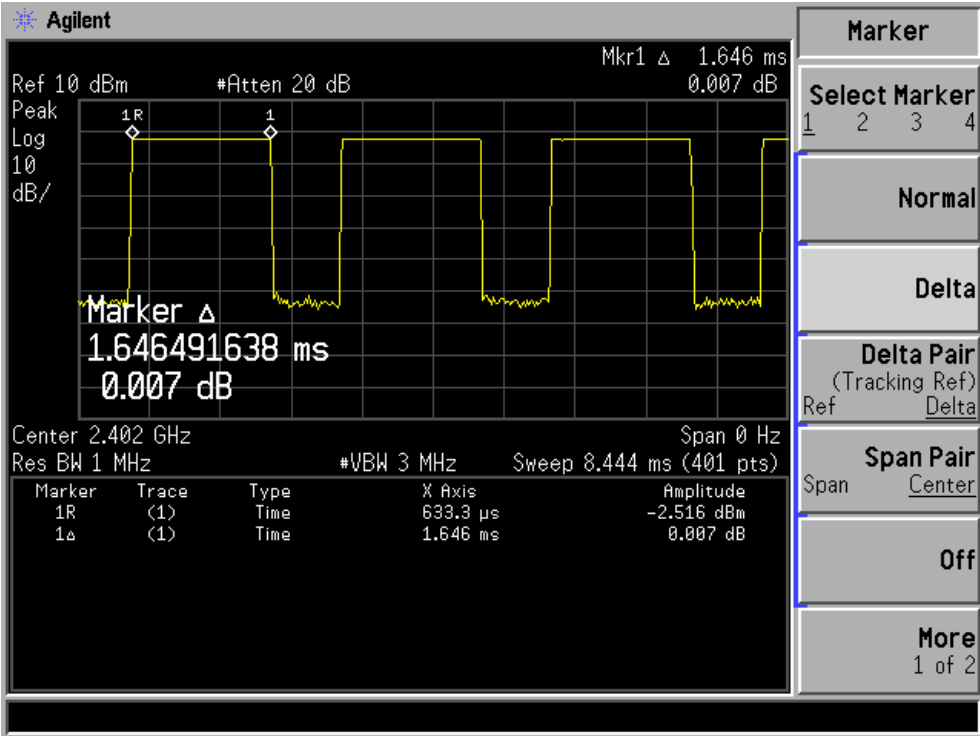 Agilent
Mkr1 Δ 1.646 ms
Ref 10 dBm #Atten 20 dB 0.007 dB
Peak
Log
10
dB/
1R 1
Marker Δ
1.646491638 ms
0.007 dB
Center 2.402 GHz Span 0 Hz
Res BW 1 MHz #VBW 3 MHz Sweep 8.444 ms (401 pts)
Marker Trace Type X Axis Amplitude
1R (1) Time 633.3 µs -2.516 dBm
1Δ (1) Time 1.646 ms 0.007 dB
Marker
Select Marker
1 2 3 4
Normal
Delta
Delta Pair
(Tracking Ref)
Ref Delta
Span Pair
Span Center
Off
More
1 of 2